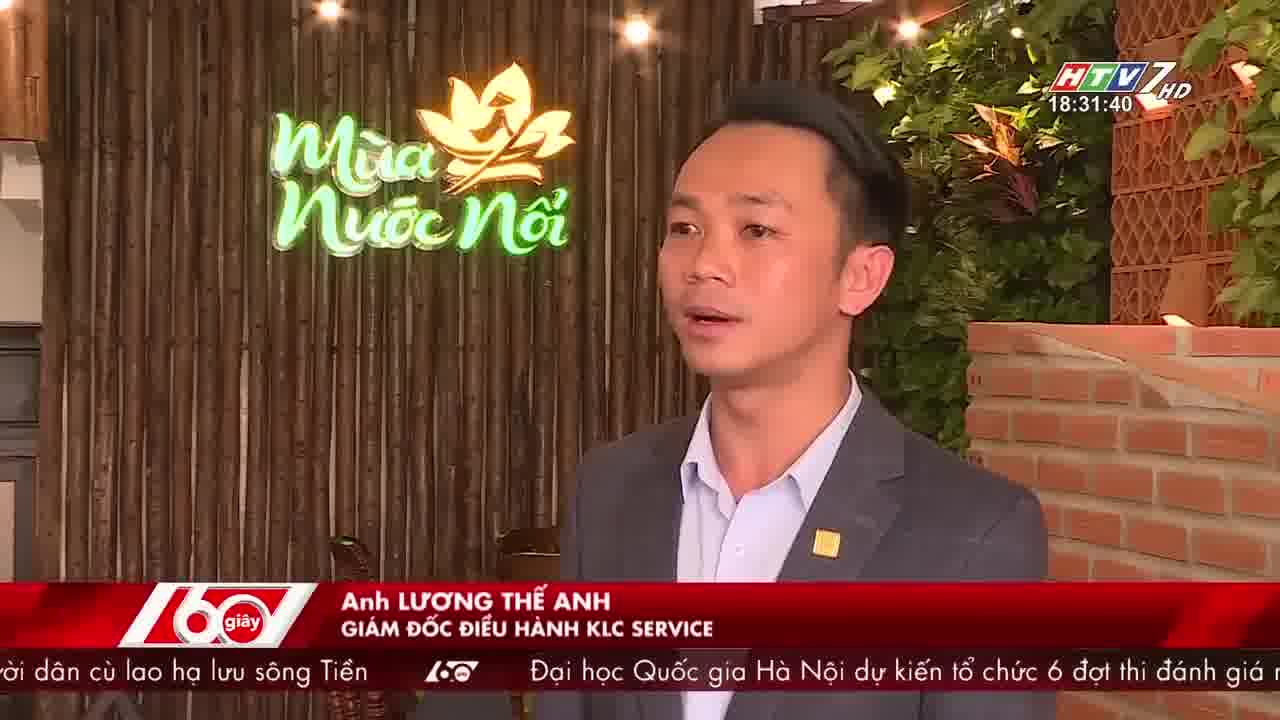 HTV7 HD
18:31:40
Mùa
Nước Nổi
60 giây
Anh LƯƠNG THẾ ANH
GIÁM ĐỐC ĐIỀU HÀNH KLC SERVICE
dân cù lao hạ lưu sông Tiền 60 giây Đại học Quốc gia Hà Nội dự kiến tổ chức 6 đợt thi đánh giá